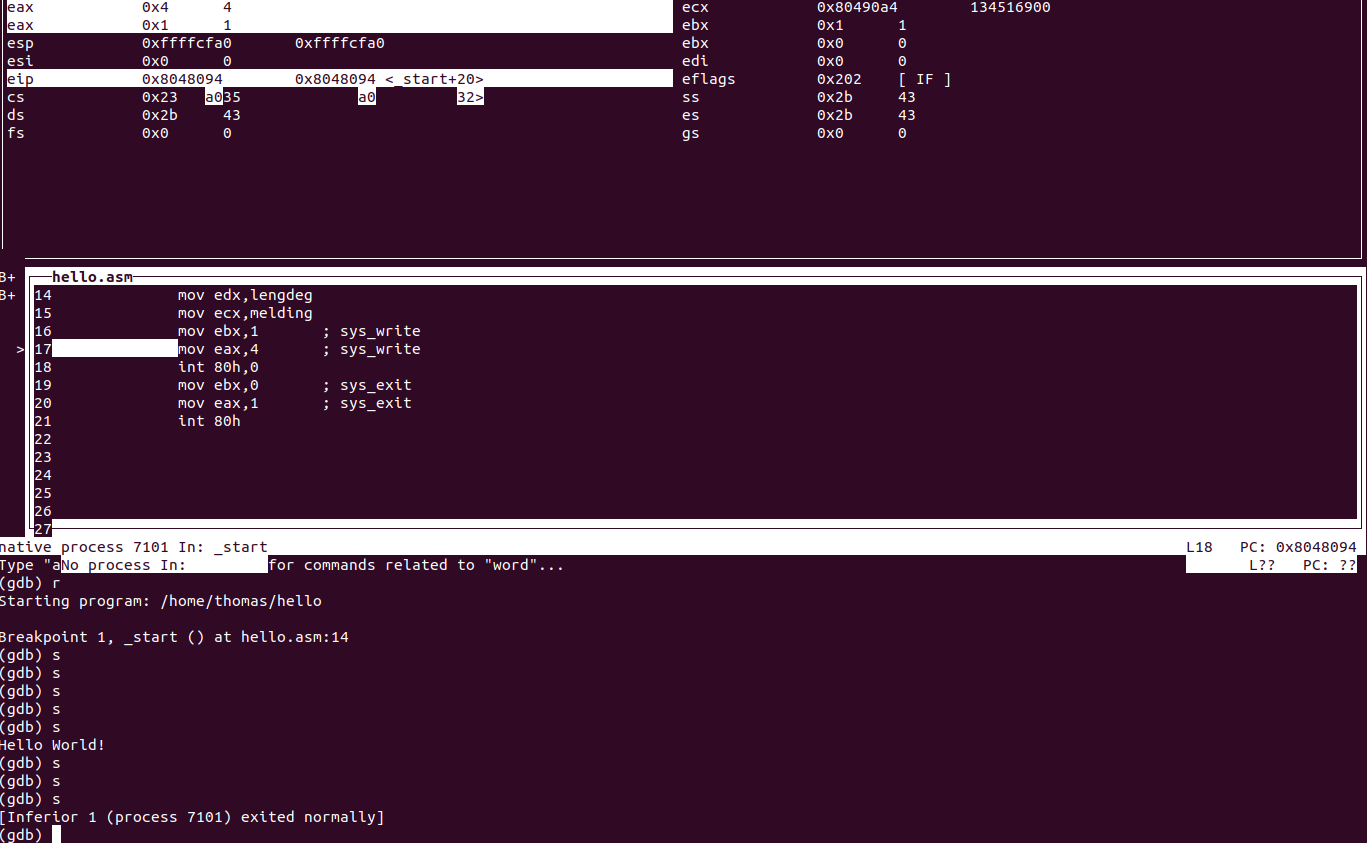 eax 0x4 4 ecx 0x80490a4 134516900
eax 0x1 1 ebx 0x1 1
esp 0xffffcfa0 0xffffcfa0 ebx 0x0 0
esi 0x0 0 edi 0x0 0
eip 0x8048094 0x8048094 <_start+20> eflags 0x202 [ IF ]
cs 0x23 a035 a0 32> ss 0x2b 43
ds 0x2b 43 es 0x2b 43
fs 0x0 0 gs 0x0 0
B+ hello.asm
B+ 14 mov edx,lengdeg
15 mov ecx,melding
16 mov ebx,1 ; sys_write
>17 mov eax,4 ; sys_write
18 int 80h,0
19 mov ebx,0 ; sys_exit
20 mov eax,1 ; sys_exit
21 int 80h
22
23
24
25
26
27
native process 7101 In: _start L18 PC: 0x8048094
Type "aNo process In: for commands related to "word"... L?? PC: ??
(gdb) r
Starting program: /home/thomas/hello
Breakpoint 1, _start () at hello.asm:14
(gdb) s
(gdb) s
(gdb) s
(gdb) s
(gdb) s
Hello World!
(gdb) s
(gdb) s
(gdb) s
[Inferior 1 (process 7101) exited normally]
(gdb)